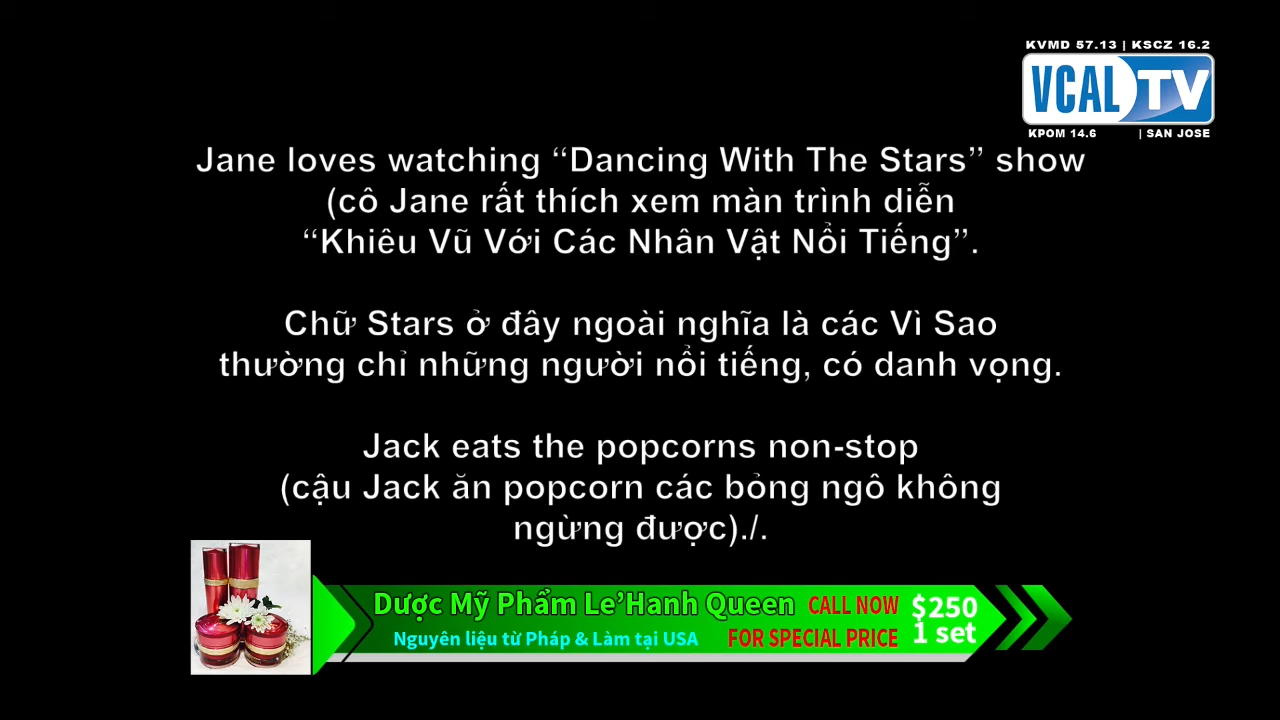 KVMD 57.13 | KSCZ 16.2
VCAL TV
KPOM 14.6 | SAN JOSE
Jane loves watching “Dancing With The Stars” show
(cô Jane rất thích xem màn trình diễn
“Khiêu Vũ Với Các Nhân Vật Nổi Tiếng”.
Chữ Stars ở đây ngoài nghĩa là các Vì Sao
thường chỉ những người nổi tiếng, có danh vọng.
Jack eats the popcorns non-stop
(cậu Jack ăn popcorn các bỏng ngô không
ngừng được)./.
Dược Mỹ Phẩm Le’Hanh Queen CALL NOW $250
Nguyên liệu từ Pháp & Làm tại USA FOR SPECIAL PRICE 1 set